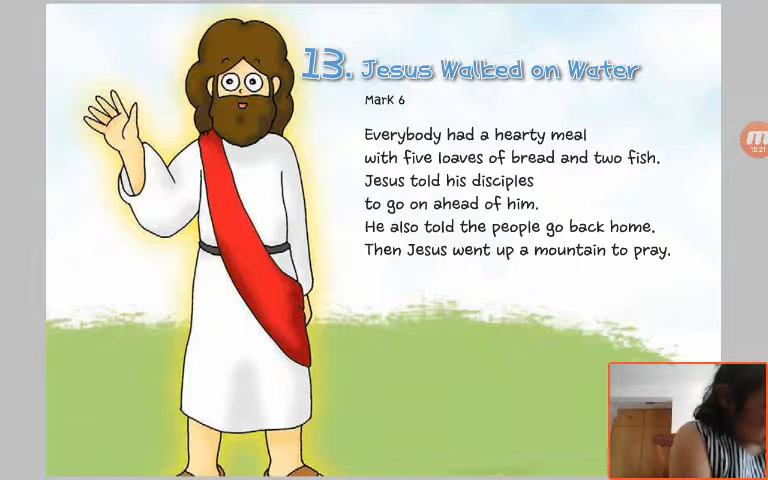 13. Jesus Walked on Water
Mark 6
Everybody had a hearty meal
with five loaves of bread and two fish.
Jesus told his disciples
to go on ahead of him.
He also told the people go back home.
Then Jesus went up a mountain to pray.
M
15:21